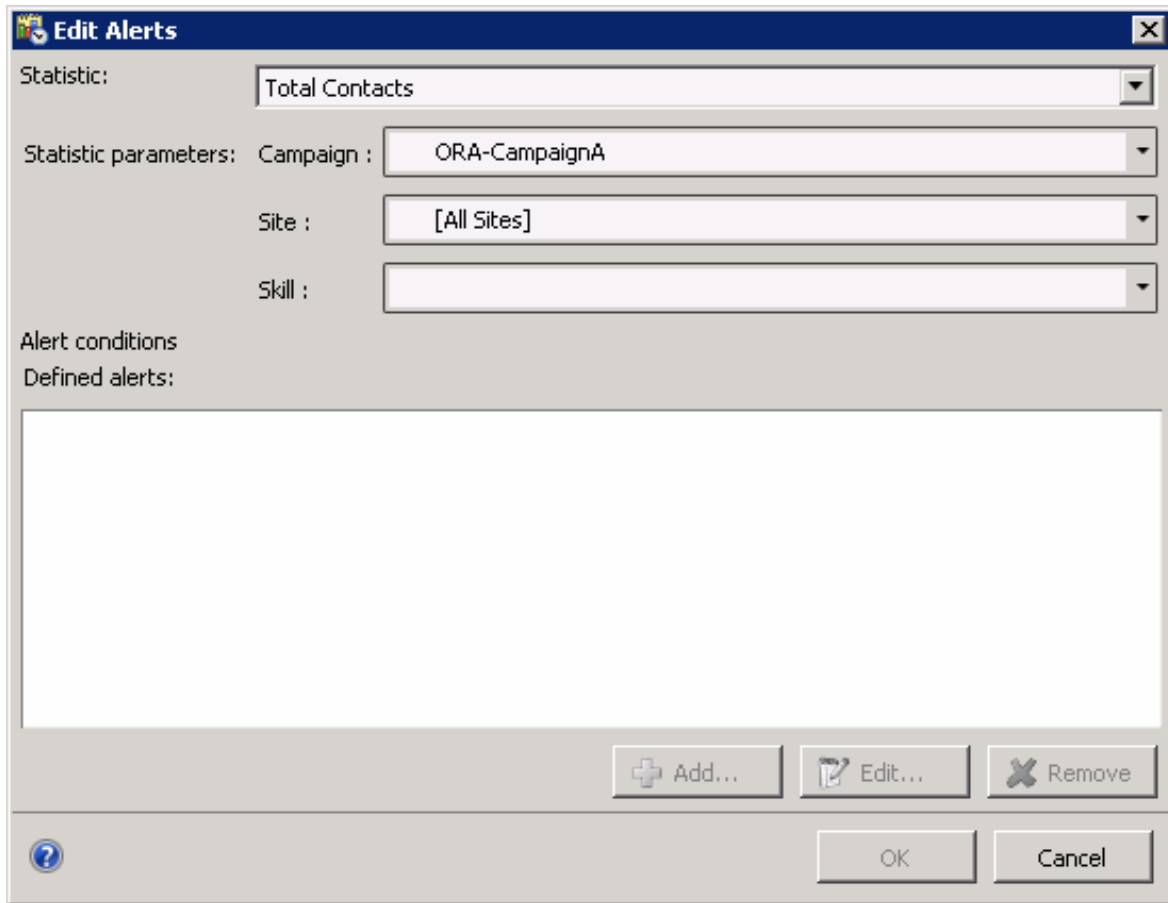 Edit Alerts
Statistic: Total Contacts
Statistic parameters: Campaign : ORA-CampaignA
Site : [All Sites]
Skill :
Alert conditions
Defined alerts:
Add... Edit... Remove
OK Cancel